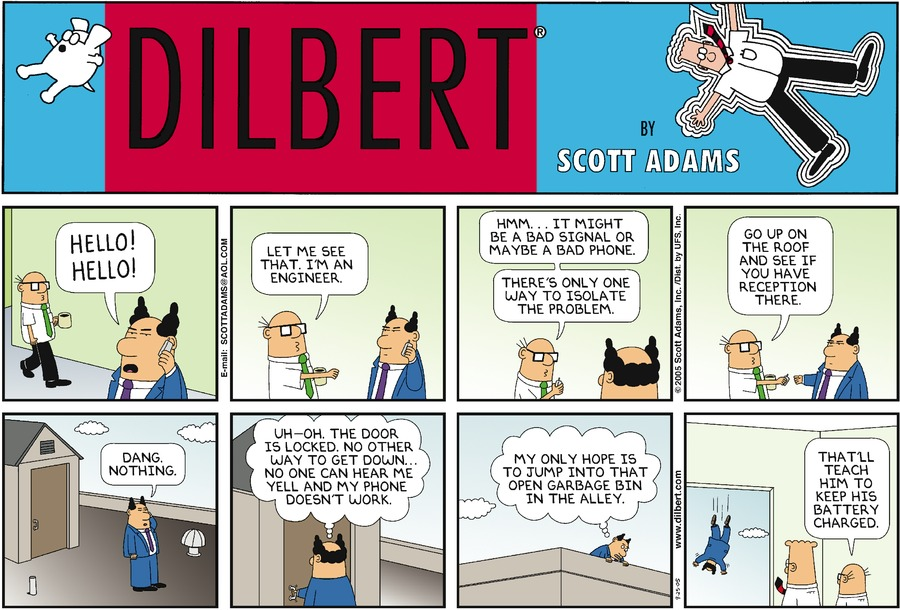 DILBERT®
BY
SCOTT ADAMS
HELLO!
HELLO!
E-mail: SCOTTADAMS@AOL.COM
LET ME SEE
THAT. I'M AN
ENGINEER.
HMM... IT MIGHT
BE A BAD SIGNAL OR
MAYBE A BAD PHONE.
THERE'S ONLY ONE
WAY TO ISOLATE
THE PROBLEM.
© 2005 Scott Adams, Inc./Dist. by UFS, Inc.
GO UP ON
THE ROOF
AND SEE IF
YOU HAVE
RECEPTION
THERE.
DANG.
NOTHING.
UH-OH. THE DOOR
IS LOCKED. NO OTHER
WAY TO GET DOWN...
NO ONE CAN HEAR ME
YELL AND MY PHONE
DOESN'T WORK.
MY ONLY HOPE IS
TO JUMP INTO THAT
OPEN GARBAGE BIN
IN THE ALLEY.
www.dilbert.com
9-25-05
THAT'LL
TEACH
HIM TO
KEEP HIS
BATTERY
CHARGED.